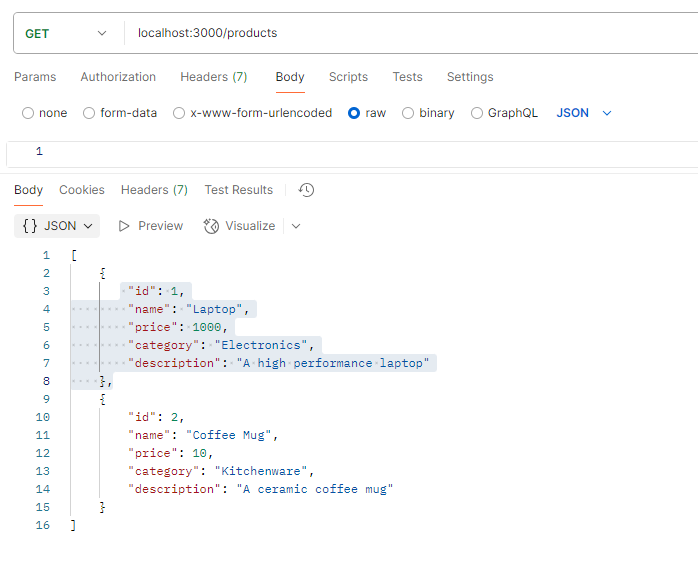 GET localhost:3000/products
Params Authorization Headers (7) Body Scripts Tests Settings
none form-data x-www-form-urlencoded raw binary GraphQL JSON
1
Body Cookies Headers (7) Test Results
{} JSON Preview Visualize
1 [
2 {
3 "id": 1,
4 "name": "Laptop",
5 "price": 1000,
6 "category": "Electronics",
7 "description": "A high performance laptop"
8 },
9 {
10 "id": 2,
11 "name": "Coffee Mug",
12 "price": 10,
13 "category": "Kitchenware",
14 "description": "A ceramic coffee mug"
15 }
16 ]